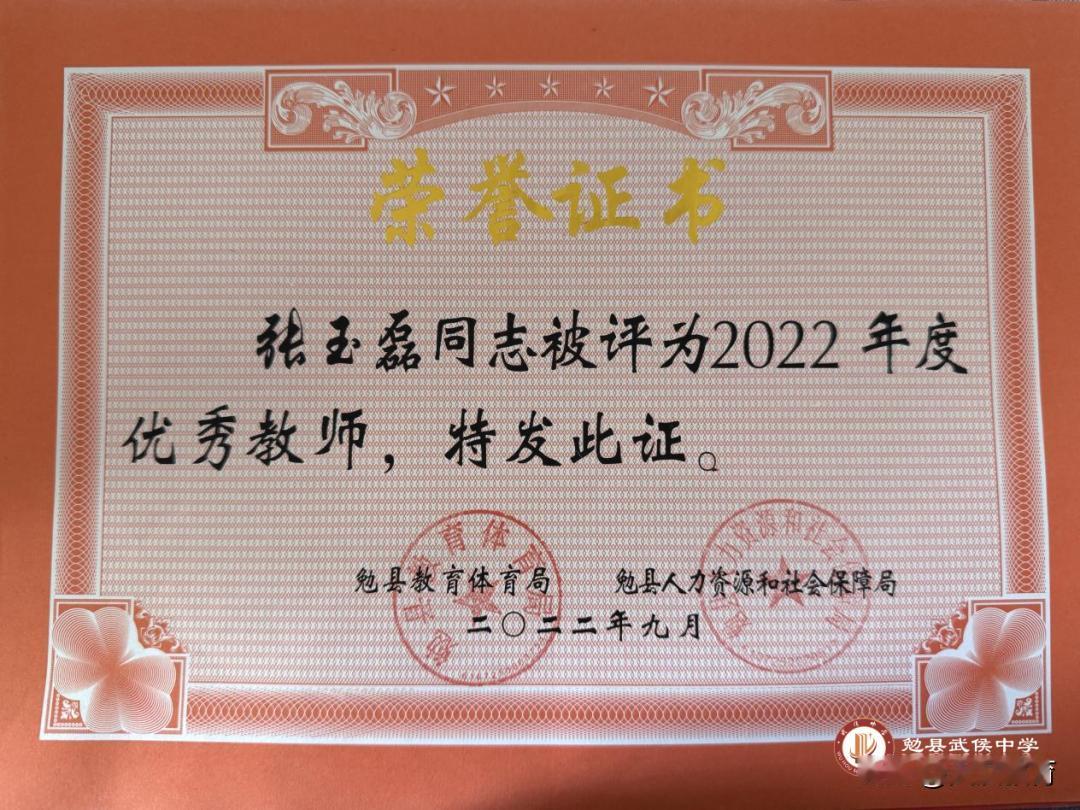 荣誉证书
张玉磊同志被评为2022年度
优秀教师，特发此证。
勉县教育体育局 勉县人力资源和社会保障局
二〇二二年九月
勉县武侯中学